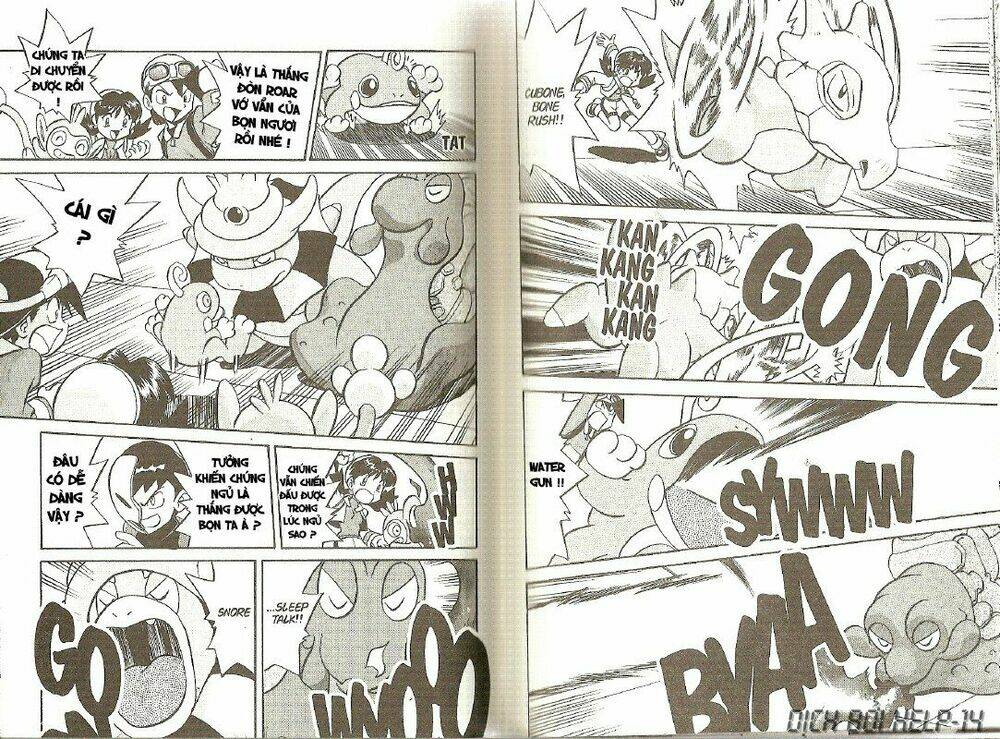 CUBONE,
BONE
RUSH!!
KAN
KANG
KAN
KANG
GONG
WATER
GUN !!
SYWWWW
BYAAA
TAT
VẬY LÀ THẮNG
ĐÒN ROAR
VỚ VẨN CỦA
BỌN NGƯƠI
RỒI NHÉ !
CHÚNG TA
DI CHUYỂN
ĐƯỢC RỒI
!
CÁI GÌ
?
CHÚNG
VẪN CHIẾN
ĐẤU ĐƯỢC
TRONG
LÚC NGỦ
SAO ?
TƯỞNG
KHIẾN CHÚNG
NGỦ LÀ
THẮNG ĐƯỢC
BỌN TA À ?
ĐÂU
CÓ DỄ
DÀNG
VẬY ?
...SLEEP
TALK!!
WWOOO
SNORE
DỊCH BỞI HELP-14